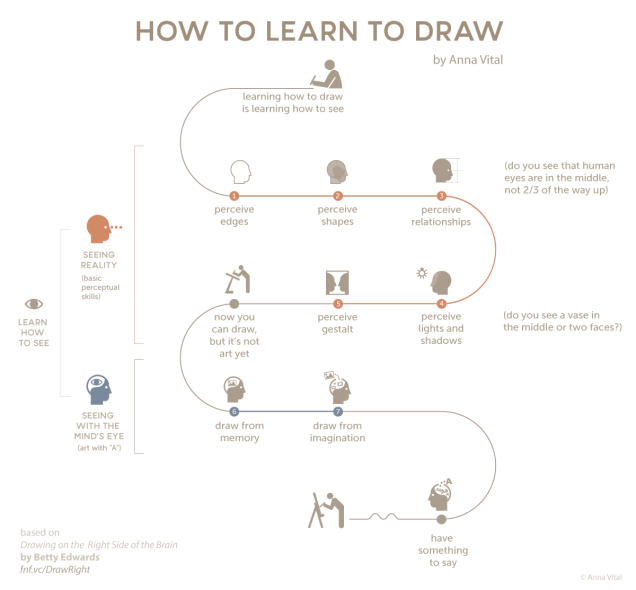 HOW TO LEARN TO DRAW
by Anna Vital
learning how to draw
is learning how to see
(do you see that human
eyes are in the middle,
not 2/3 of the way up)
1
2
3
perceive
edges
perceive
shapes
perceive
relationships
SEEING
REALITY
(basic
perceptual
skills)
LEARN
HOW
TO SEE
now you
can draw,
but it's not
art yet
5
perceive
gestalt
4
perceive
lights and
shadows
(do you see a vase in
the middle or two faces?)
SEEING
WITH THE
MIND'S EYE
(art with "A")
6
draw from
memory
7
draw from
imagination
A
have
something
to say
based on
Drawing on the Right Side of the Brain
by Betty Edwards
fnf.vc/DrawRight
© Anna Vital